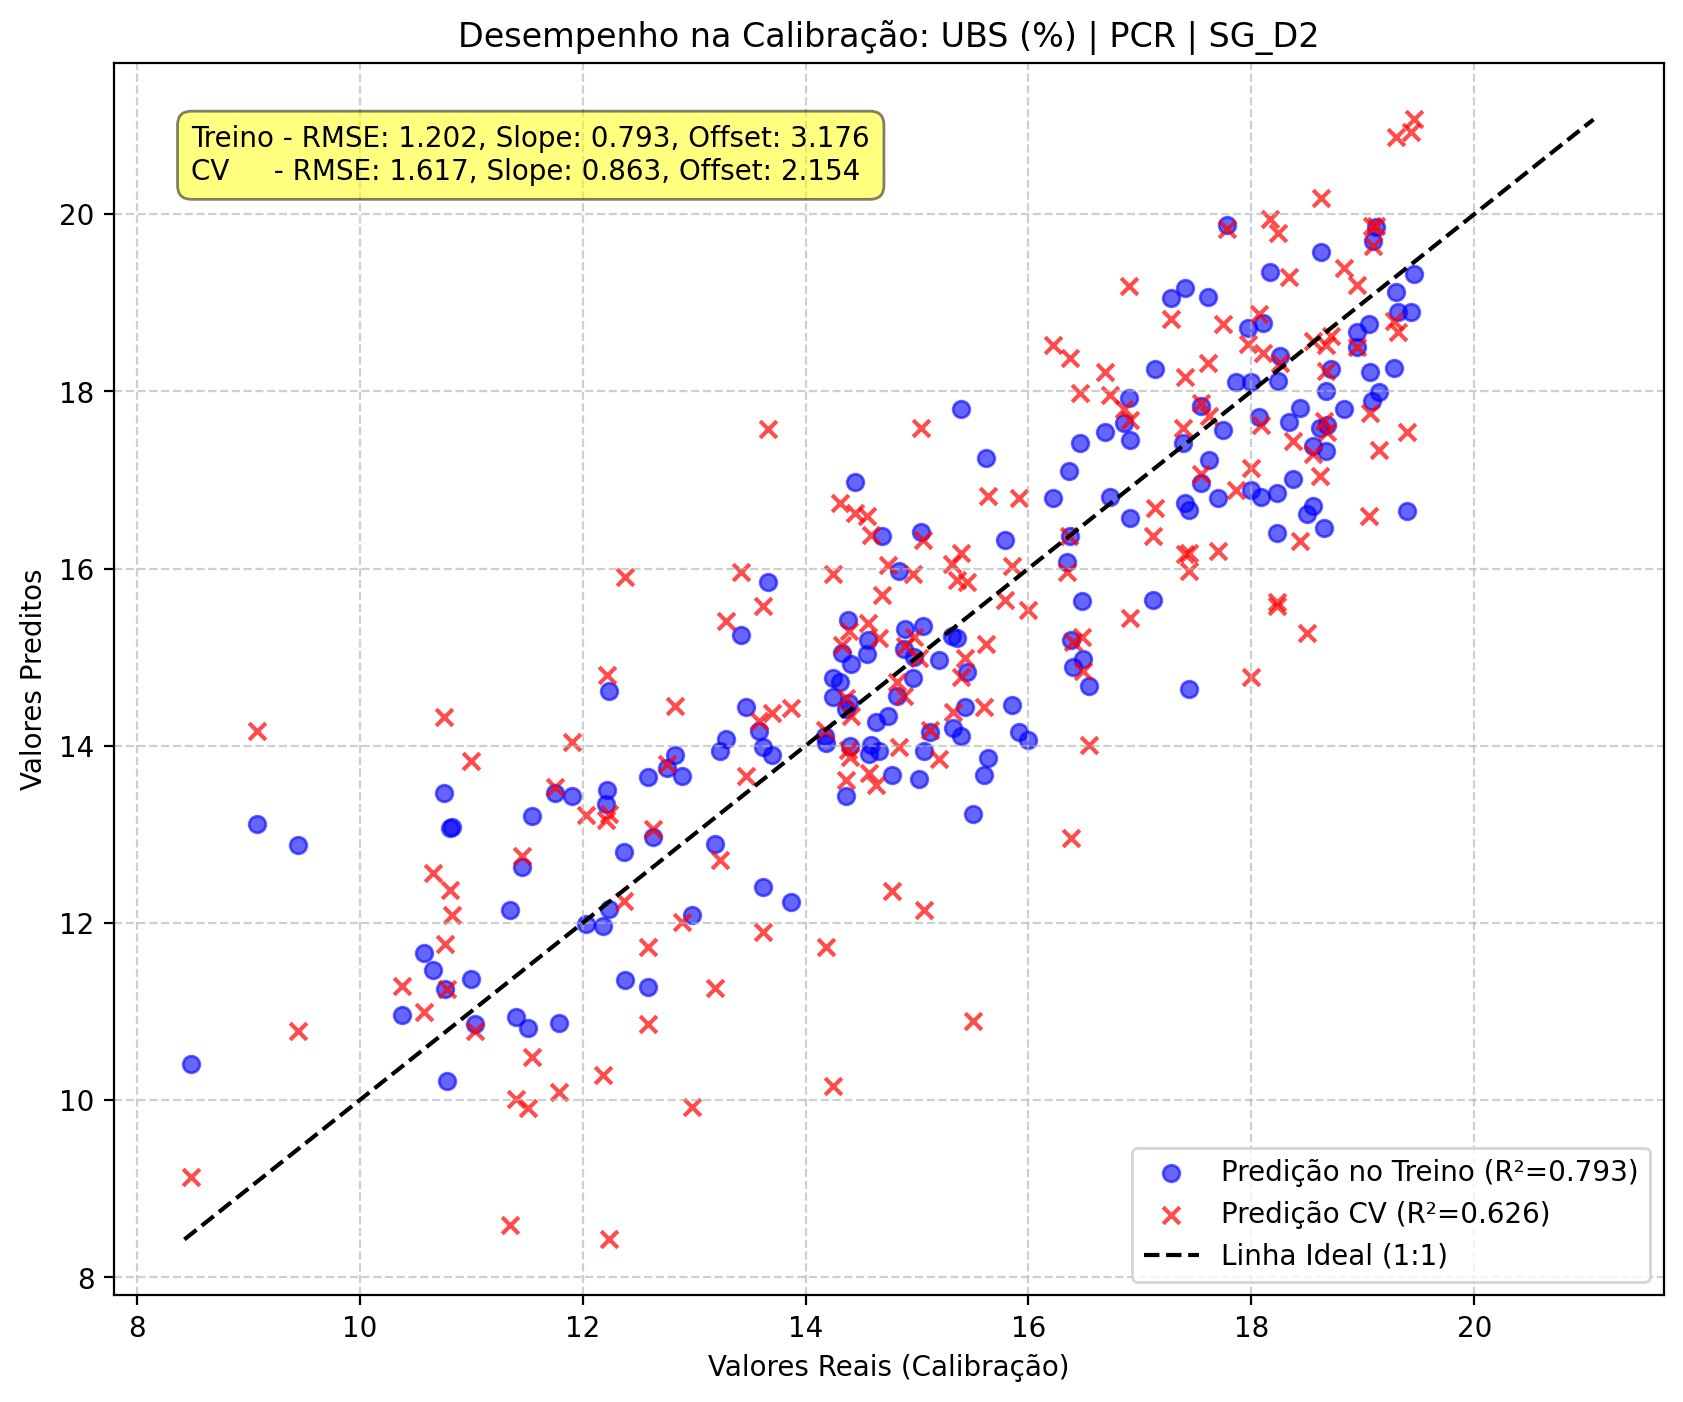 Desempenho na Calibração: UBS (%) | PCR | SG_D2
Treino - RMSE: 1.202, Slope: 0.793, Offset: 3.176
CV - RMSE: 1.617, Slope: 0.863, Offset: 2.154
Valores Preditos
20
18
16
14
12
10
8
Predição no Treino (R²=0.793)
Predição CV (R²=0.626)
Linha Ideal (1:1)
8 10 12 14 16 18 20
Valores Reais (Calibração)